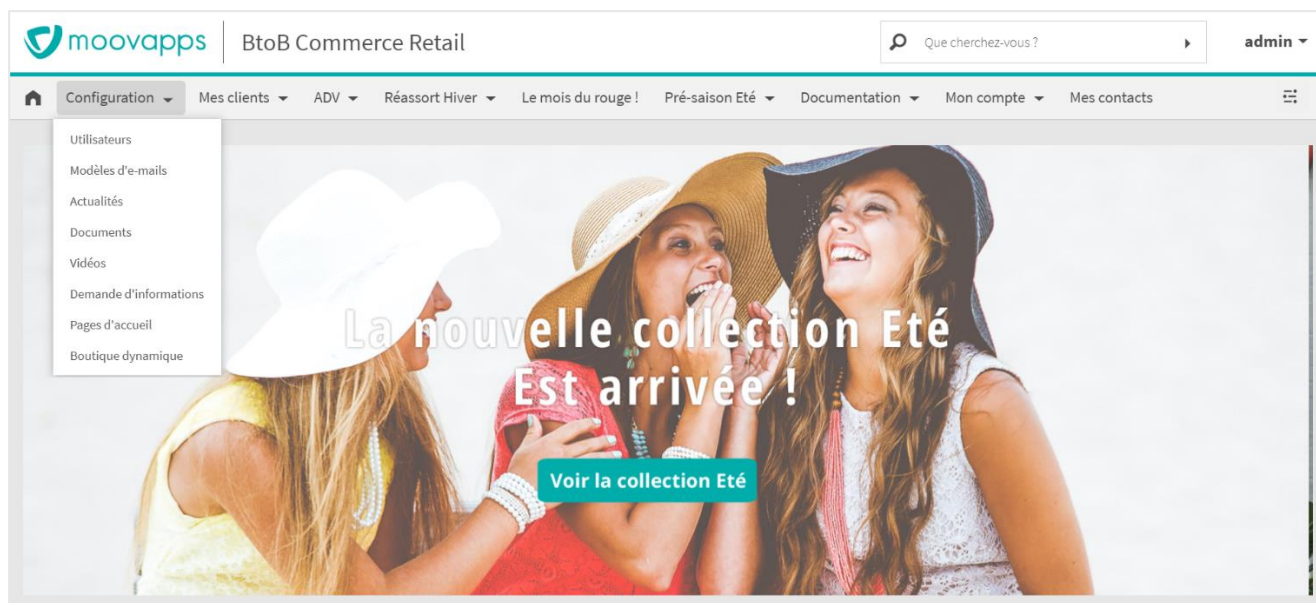 moovapps BtoB Commerce Retail Que cherchez-vous ? admin
Configuration Mes clients ADV Réassort Hiver Le mois du rouge ! Pré-saison Eté Documentation Mon compte Mes contacts
Utilisateurs
Modèles d'e-mails
Actualités
Documents
Vidéos
Demande d'informations
Pages d'accueil
Boutique dynamique
La nouvelle collection Eté
Est arrivée !
Voir la collection Eté